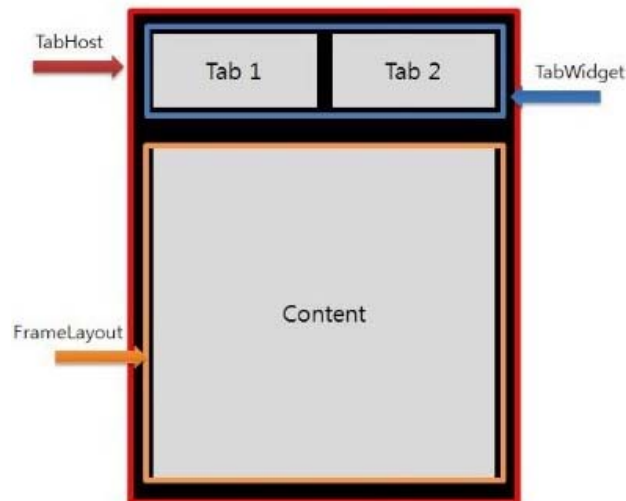 TabHost
Tab 1
Tab 2
TabWidget
Content
FrameLayout